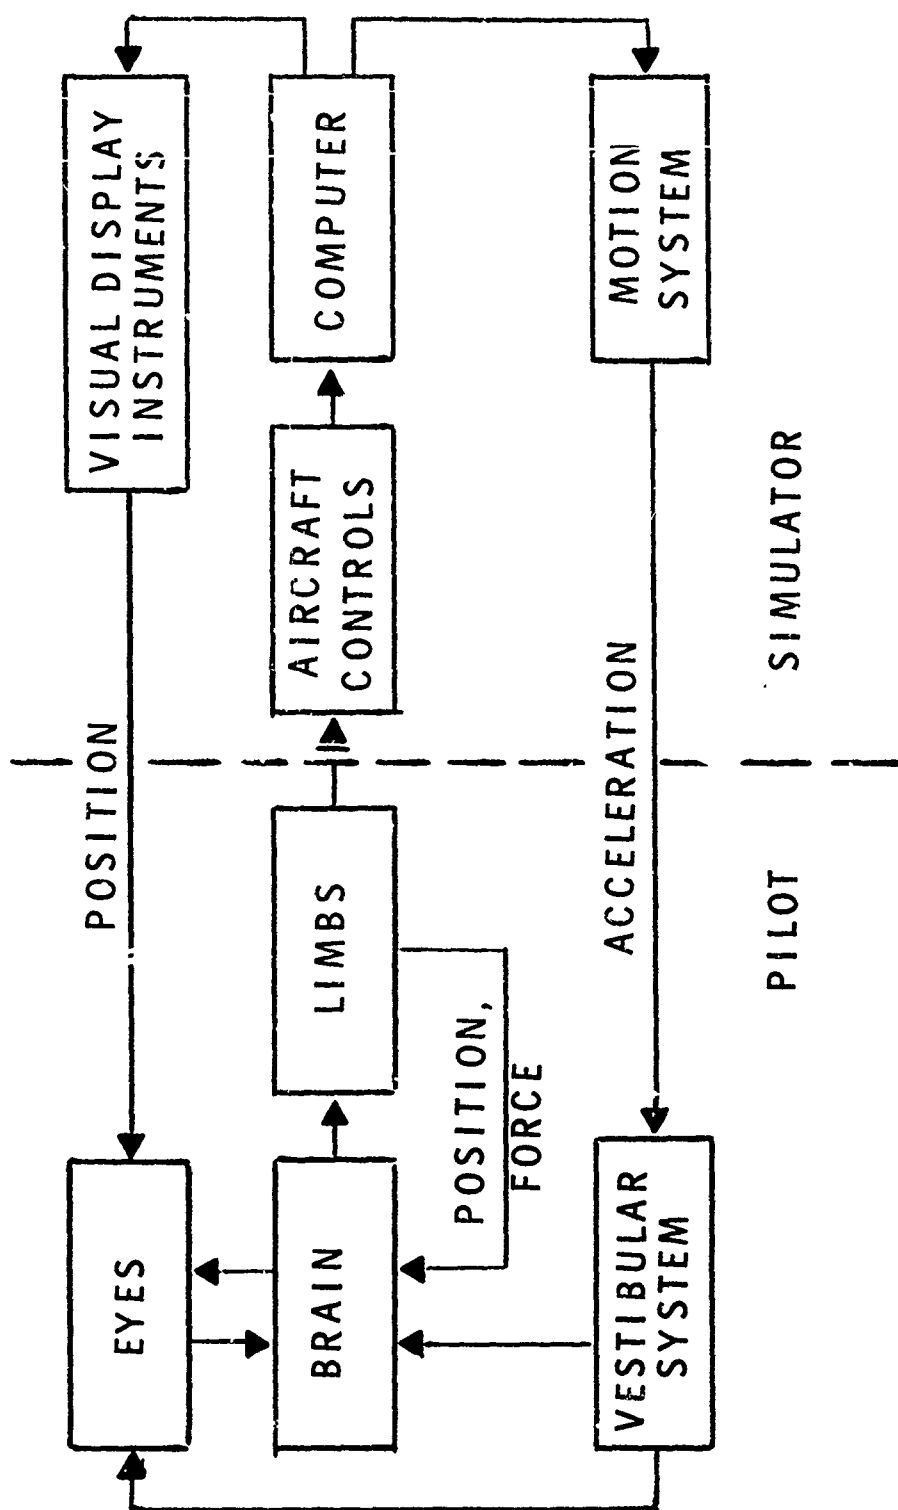 EYES
POSITION
VISUAL DISPLAY
INSTRUMENTS
BRAIN
LIMBS
AIRCRAFT
CONTROLS
COMPUTER
POSITION,
FORCE
VESTIBULAR
SYSTEM
ACCELERATION
MOTION
SYSTEM
PILOT
SIMULATOR